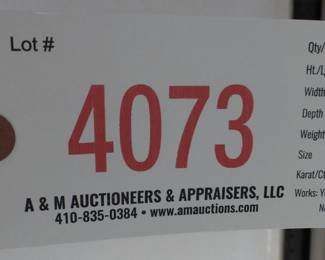 Lot #
4073
A & M AUCTIONEERS & APPRAISERS, LLC
410-835-0384 • www.amauctions.com
Qty/
Ht./L
Width
Depth
Weight
Size
Karat/Ct
Works: Y
N